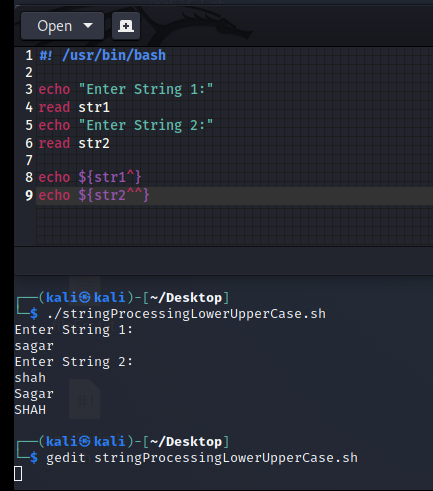 Open
1 #! /usr/bin/bash
2
3 echo "Enter String 1:"
4 read str1
5 echo "Enter String 2:"
6 read str2
7
8 echo ${str1^}
9 echo ${str2^^}
┌──(kali㉿kali)-[~/Desktop]
└─$ ./stringProcessingLowerUpperCase.sh
Enter String 1:
sagar
Enter String 2:
shah
Sagar
SHAH
┌──(kali㉿kali)-[~/Desktop]
└─$ gedit stringProcessingLowerUpperCase.sh